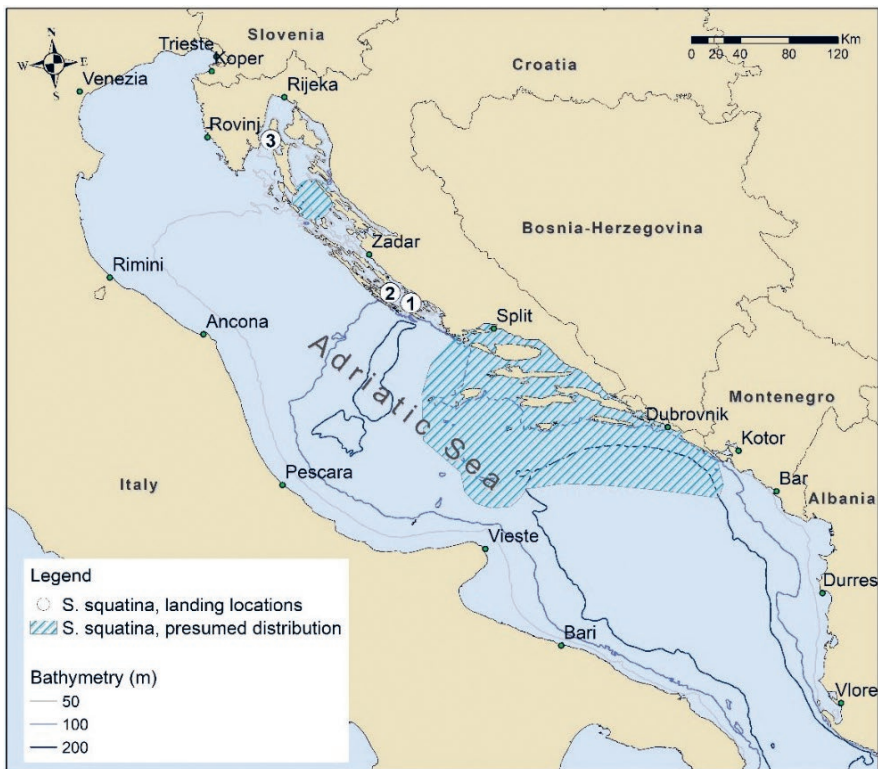 N
W E
S
Slovenia
Trieste
Koper
Venezia
Km
0 20 40 80 120
Croatia
Rijeka
Rovinj
3
Bosnia-Herzegovina
Zadar
Rimini
2 1
Split
Ancona
Adriatic Sea
Montenegro
Dubrovnik
Kotor
Italy
Pescara
Bar
Albania
Vieste
Legend
S. squatina, landing locations
S. squatina, presumed distribution
Durres
Bari
Bathymetry (m)
50
100
200
Vlore